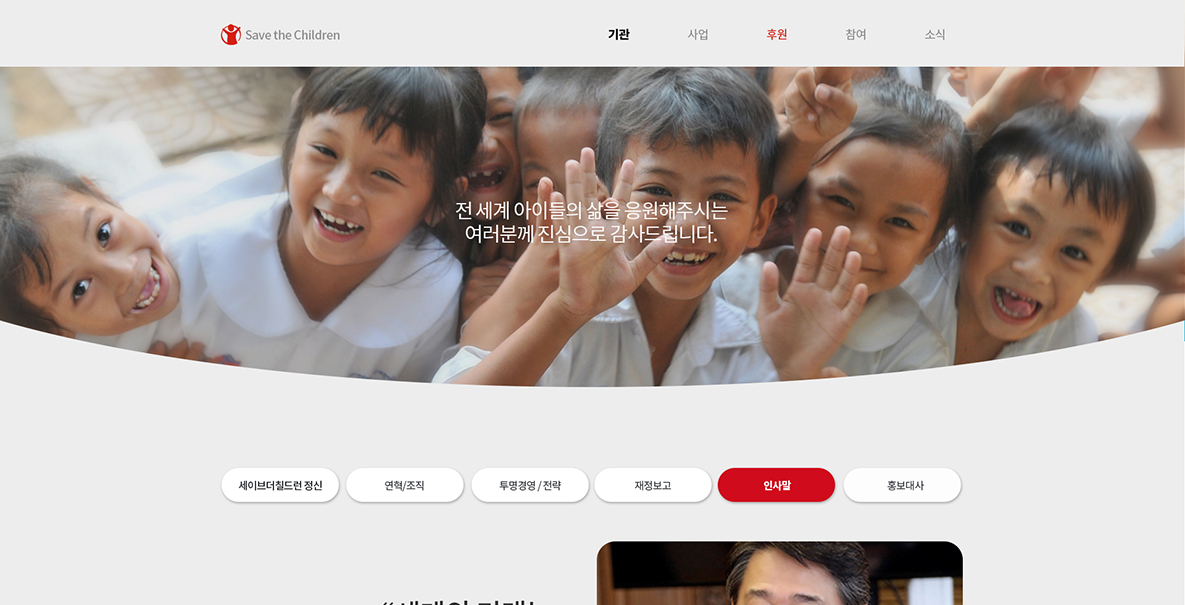 Save the Children
기관
사업
후원
참여
소식
전 세계 아이들의 삶을 응원해주시는
여러분께 진심으로 감사드립니다.
세이브더칠드런 정신
연혁/조직
투명경영 / 전략
재정보고
인사말
홍보대사